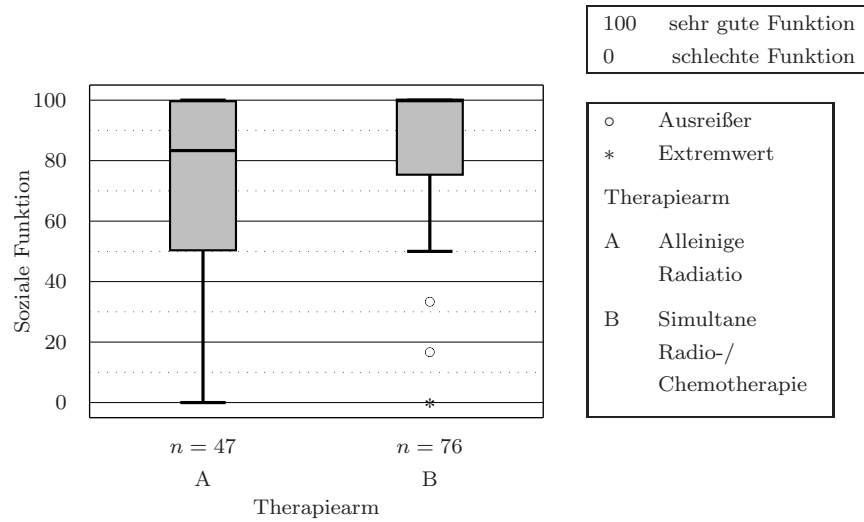 100 sehr gute Funktion
0 schlechte Funktion
Soziale Funktion
100
80
60
40
20
0
n = 47
n = 76
A
B
Therapiearm
○ Ausreißer
* Extremwert
Therapiearm
A Alleinige
Radiatio
B Simultane
Radio-/
Chemotherapie